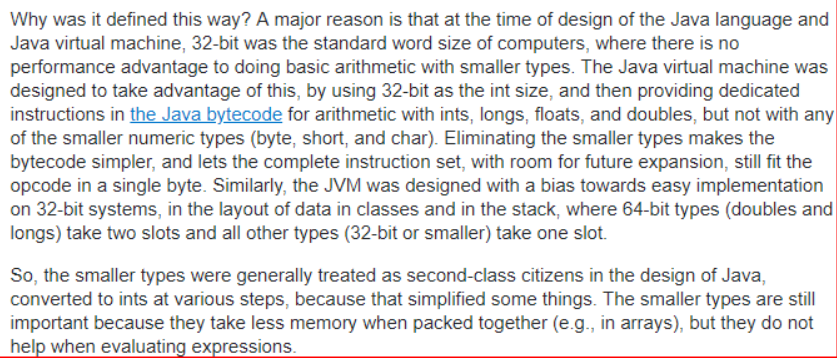 Why was it defined this way? A major reason is that at the time of design of the Java language and
Java virtual machine, 32-bit was the standard word size of computers, where there is no
performance advantage to doing basic arithmetic with smaller types. The Java virtual machine was
designed to take advantage of this, by using 32-bit as the int size, and then providing dedicated
instructions in the Java bytecode for arithmetic with ints, longs, floats, and doubles, but not with any
of the smaller numeric types (byte, short, and char). Eliminating the smaller types makes the
bytecode simpler, and lets the complete instruction set, with room for future expansion, still fit the
opcode in a single byte. Similarly, the JVM was designed with a bias towards easy implementation
on 32-bit systems, in the layout of data in classes and in the stack, where 64-bit types (doubles and
longs) take two slots and all other types (32-bit or smaller) take one slot.
So, the smaller types were generally treated as second-class citizens in the design of Java,
converted to ints at various steps, because that simplified some things. The smaller types are still
important because they take less memory when packed together (e.g., in arrays), but they do not
help when evaluating expressions.